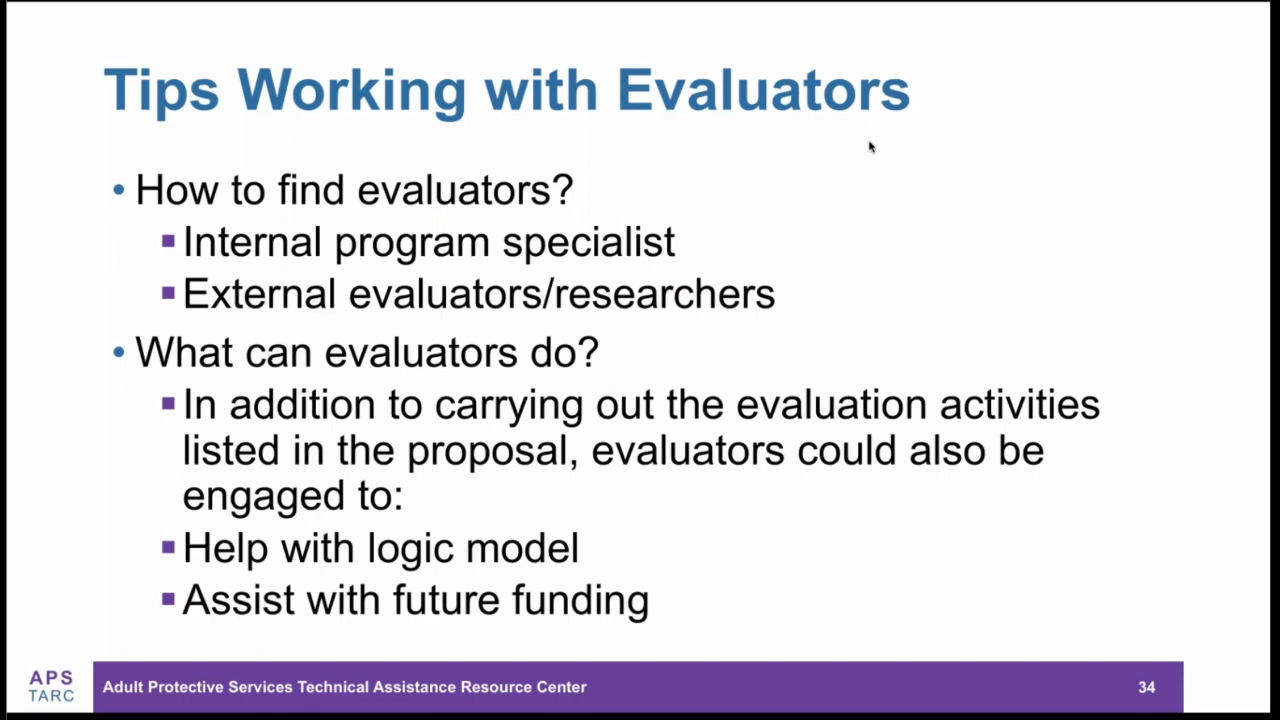 Tips Working with Evaluators
• How to find evaluators?
▪ Internal program specialist
▪ External evaluators/researchers
• What can evaluators do?
▪ In addition to carrying out the evaluation activities
listed in the proposal, evaluators could also be
engaged to:
▪ Help with logic model
▪ Assist with future funding
APS
TARC
Adult Protective Services Technical Assistance Resource Center
34